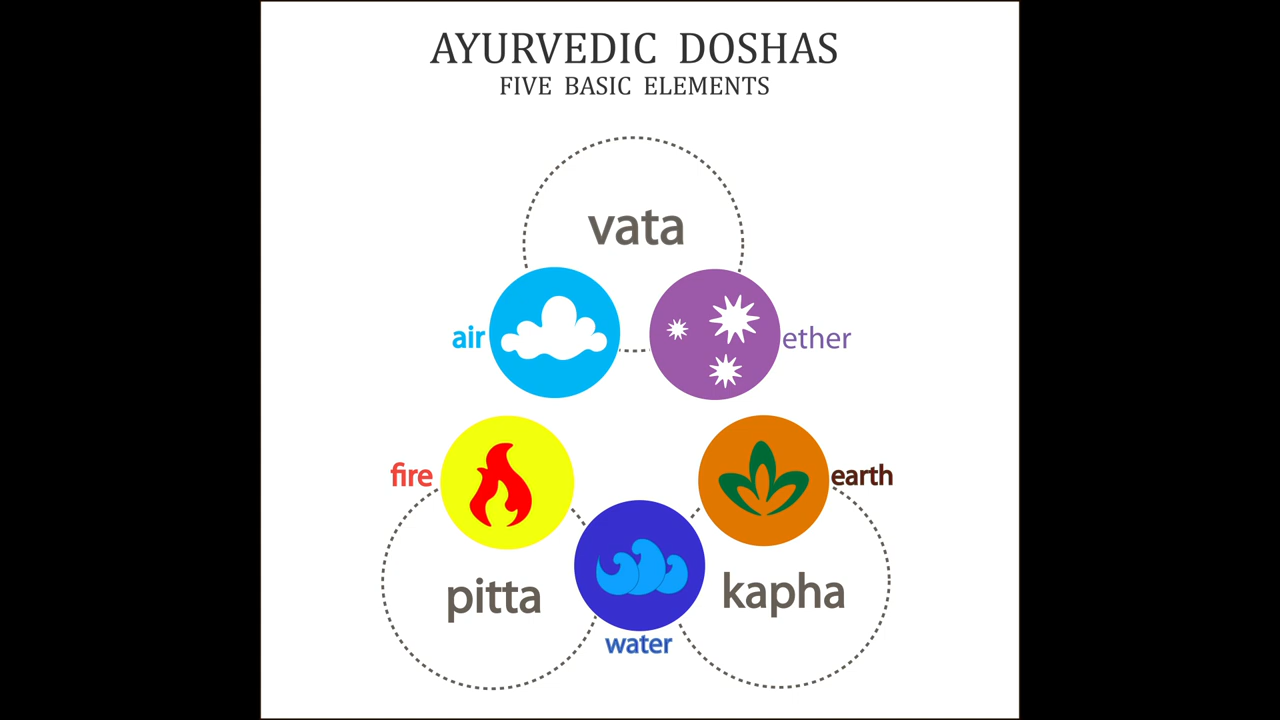 AYURVEDIC DOSHAS
FIVE BASIC ELEMENTS
vata
air
ether
fire
earth
pitta
kapha
water